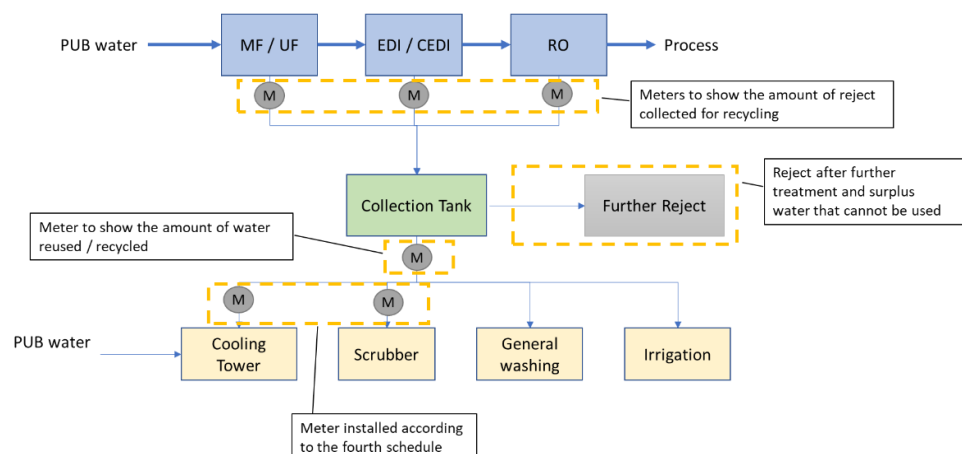 PUB water
MF / UF
EDI / CEDI
RO
Process
M
M
M
Meters to show the amount of reject
collected for recycling
Collection Tank
Further Reject
Reject after further
treatment and surplus
water that cannot be used
Meter to show the amount of water
reused / recycled
M
M
M
PUB water
Cooling
Tower
Scrubber
General
washing
Irrigation
Meter installed according
to the fourth schedule